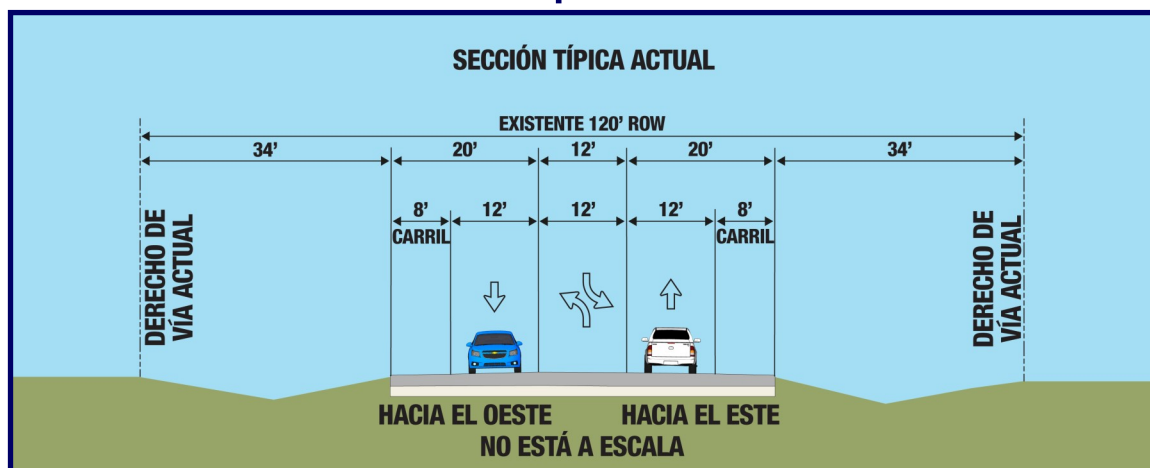 SECCIÓN TÍPICA ACTUAL
EXISTENTE 120' ROW
34' 20' 12' 20' 34'
8' 12' 12' 12' 8'
CARRIL CARRIL
DERECHO DE
VÍA ACTUAL
DERECHO DE
VÍA ACTUAL
HACIA EL OESTE HACIA EL ESTE
NO ESTÁ A ESCALA